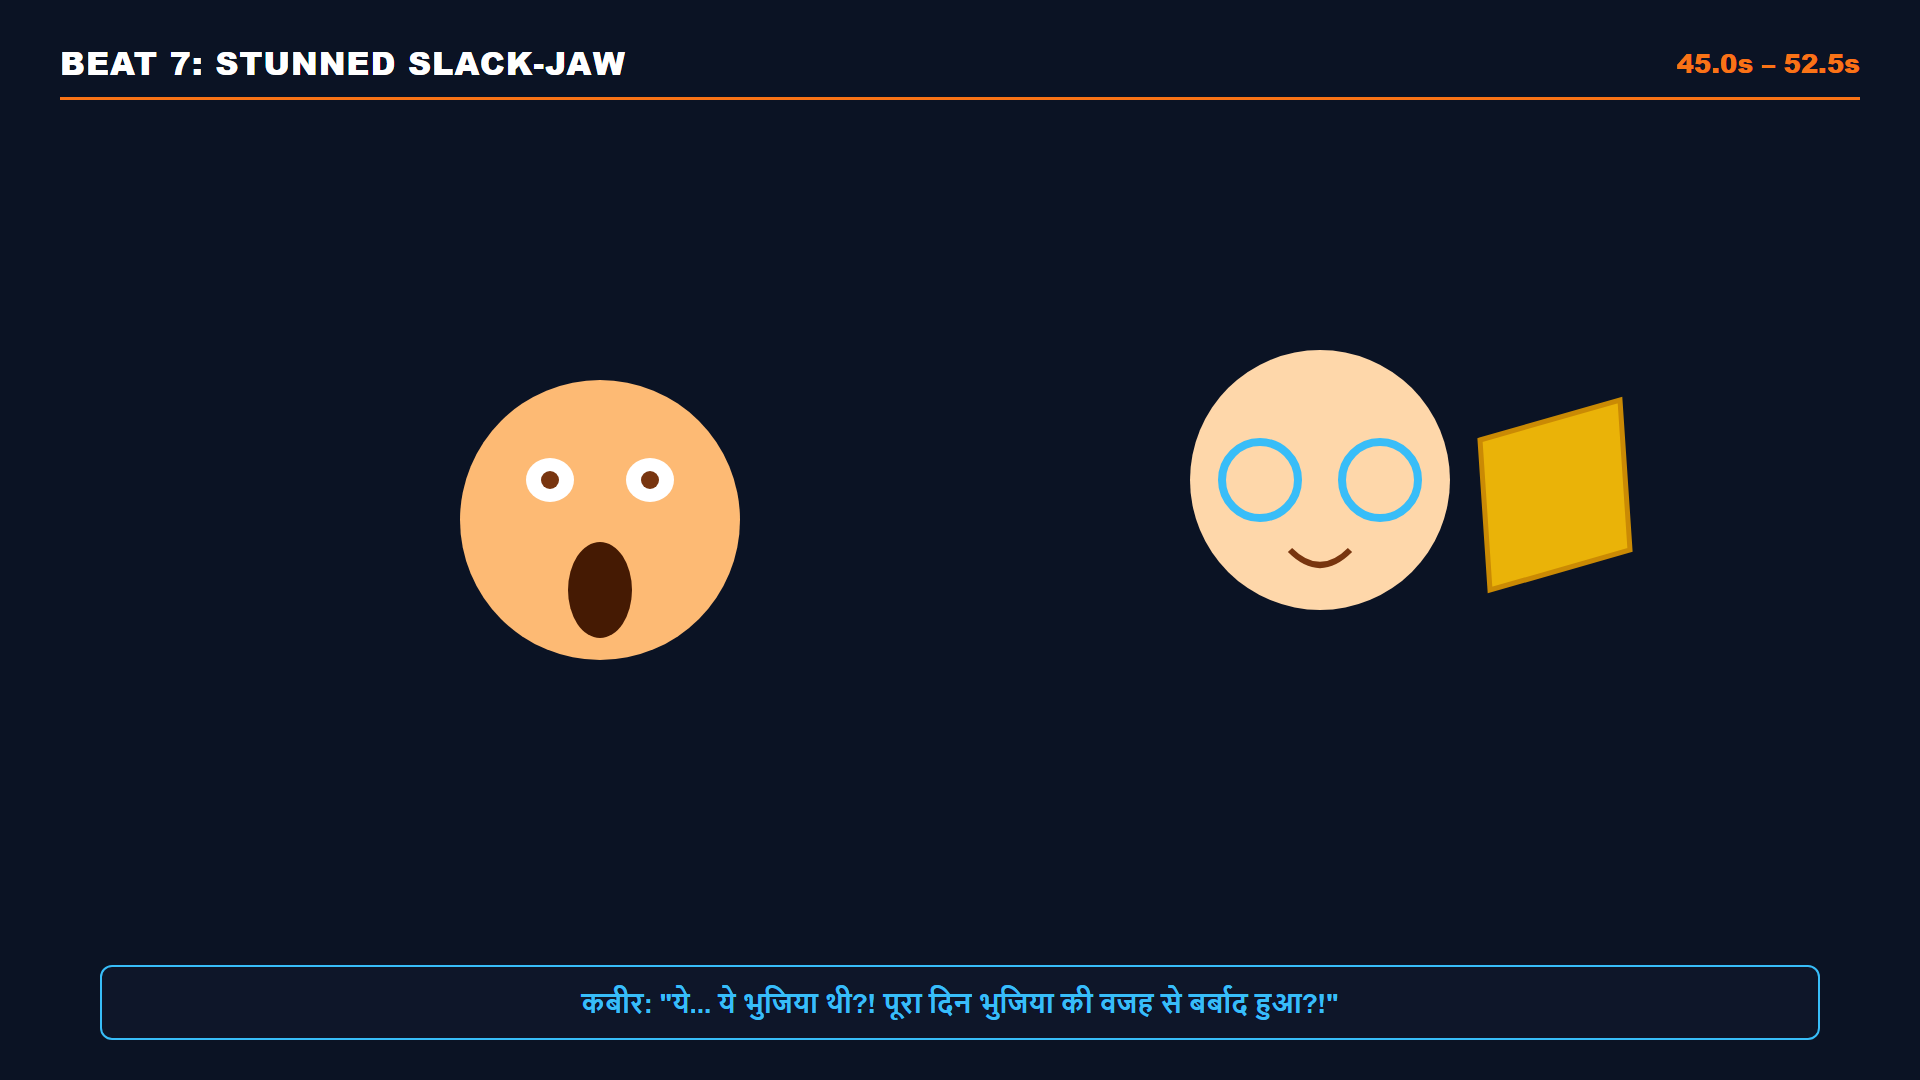 BEAT 7: STUNNED SLACK-JAW
45.0s – 52.5s
कबीर: "ये... ये भुजिया थी?! पूरा दिन भुजिया की वजह से बर्बाद हुआ?!"